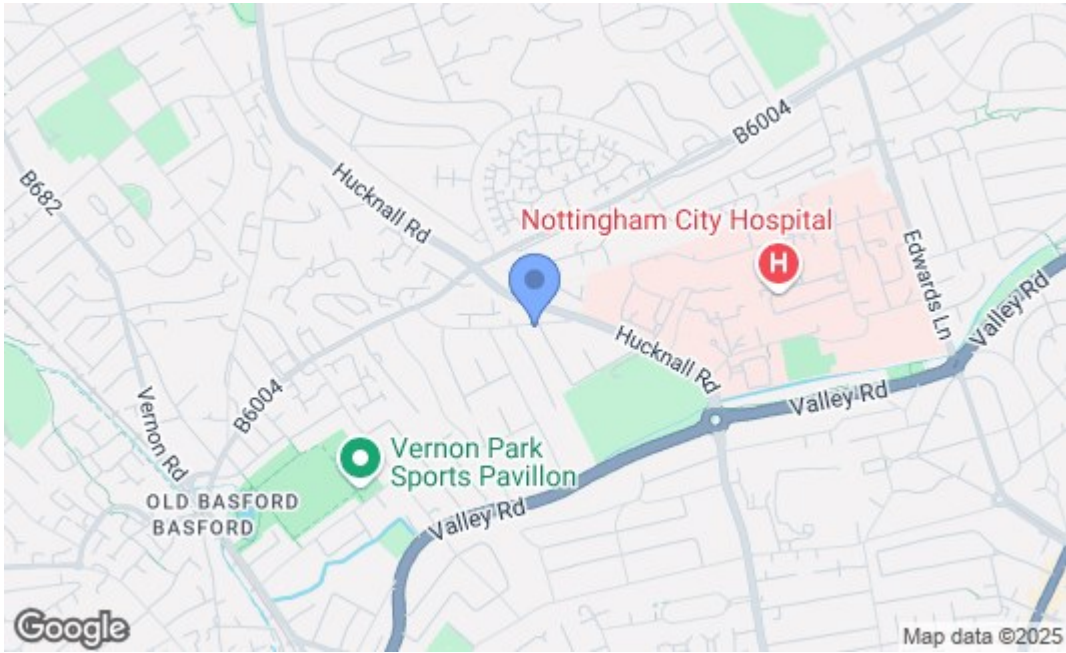 B6004
B682
Hucknall Rd
Nottingham City Hospital
H
Edwards Ln
Valley Rd
Hucknall Rd
Valley Rd
B6004
Vernon Rd
Vernon Park
Sports Pavillon
OLD BASFORD
BASFORD
Valley Rd
Google
Map data ©2025